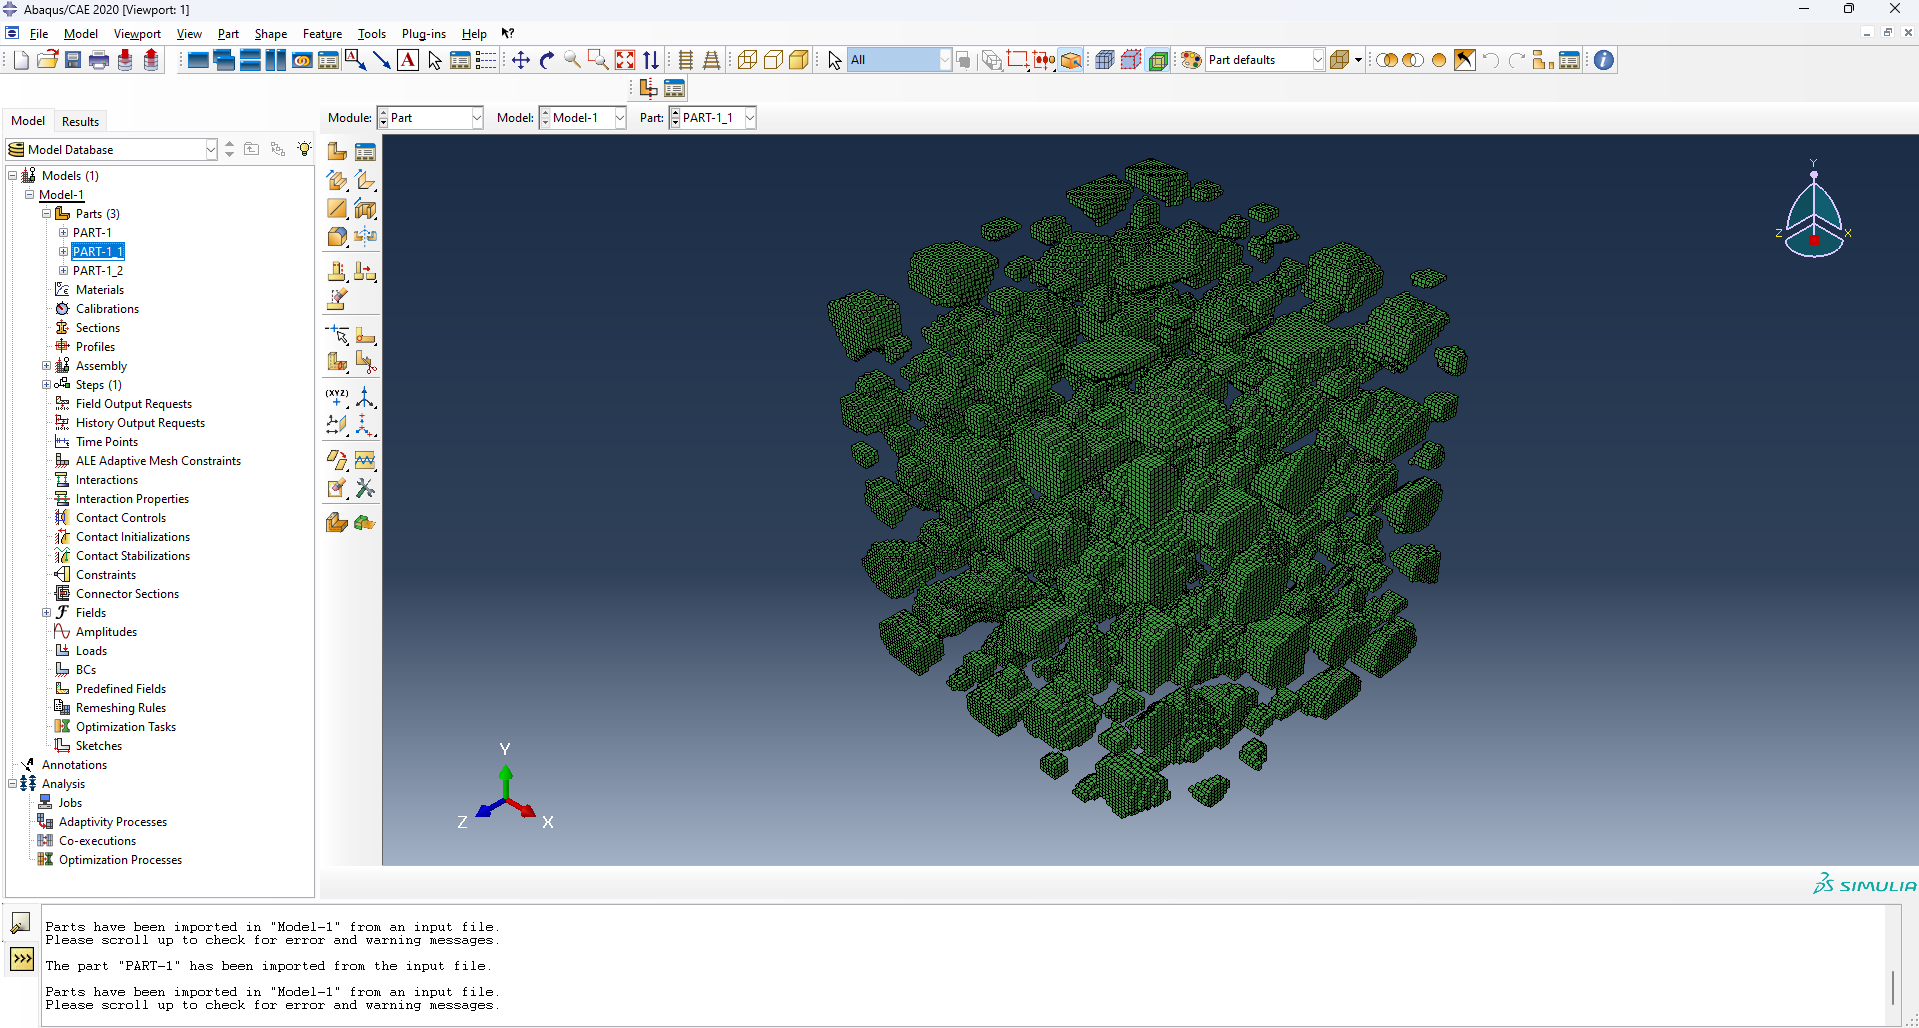 Abaqus/CAE 2020 [Viewport: 1]
File Model Viewport View Part Shape Feature Tools Plug-ins Help
All
Part defaults
Model Results
Module: Part Model: Model-1 Part: PART-1_1
Model Database
Models (1)
Model-1
Parts (3)
PART-1
PART-1_1
PART-1_2
Materials
Calibrations
Sections
Profiles
Assembly
Steps (1)
Field Output Requests
History Output Requests
Time Points
ALE Adaptive Mesh Constraints
Interactions
Interaction Properties
Contact Controls
Contact Initializations
Contact Stabilizations
Constraints
Connector Sections
Fields
Amplitudes
Loads
BCs
Predefined Fields
Remeshing Rules
Optimization Tasks
Sketches
Annotations
Analysis
Jobs
Adaptivity Processes
Co-executions
Optimization Processes
(XYZ)
Y
Z X
Y
Z X
SIMULIA
Parts have been imported in "Model-1" from an input file.
Please scroll up to check for error and warning messages.
The part "PART-1" has been imported from the input file.
Parts have been imported in "Model-1" from an input file.
Please scroll up to check for error and warning messages.